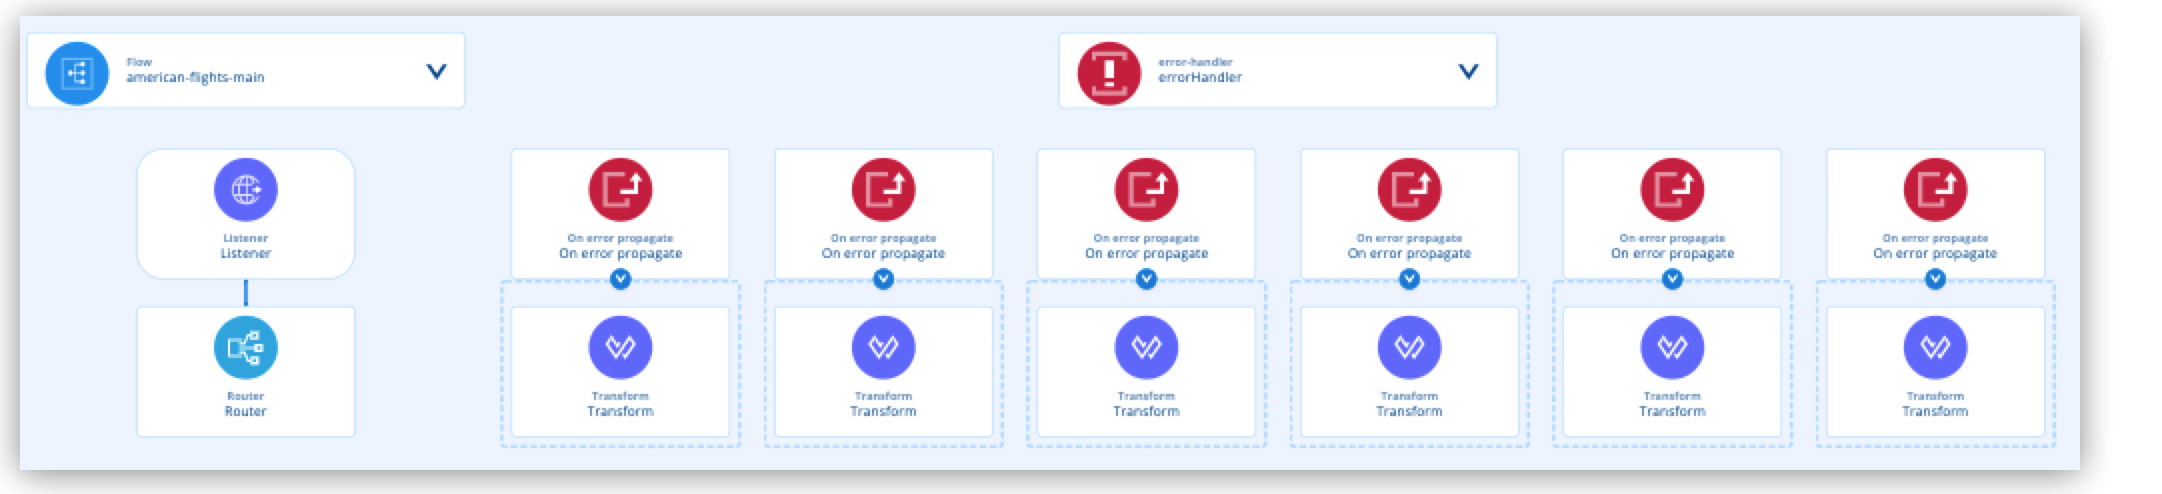 Flow
american-flights-main
error-handler
errorHandler
Listener
Listener
On error propagate
On error propagate
On error propagate
On error propagate
On error propagate
On error propagate
On error propagate
On error propagate
On error propagate
On error propagate
On error propagate
On error propagate
Router
Router
Transform
Transform
Transform
Transform
Transform
Transform
Transform
Transform
Transform
Transform
Transform
Transform